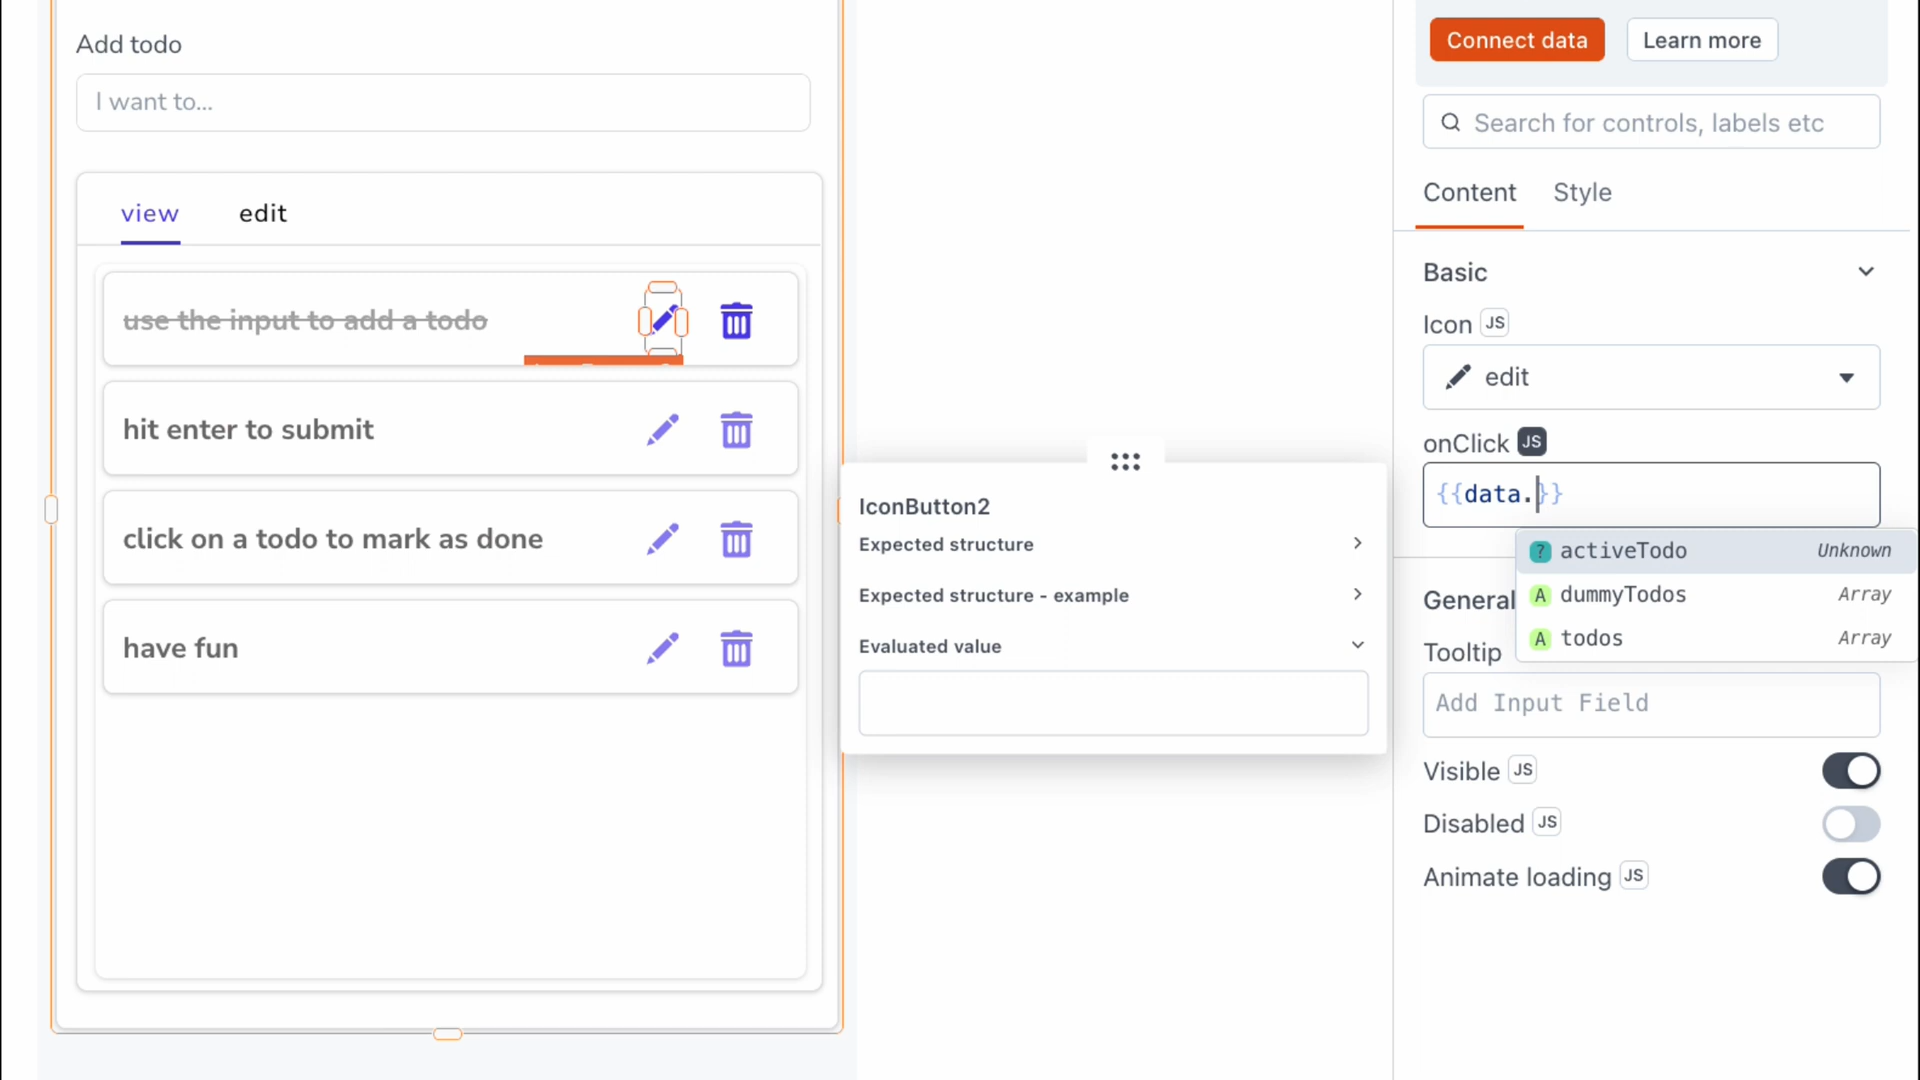 Add todo
I want to...
view edit
use the input to add a todo
hit enter to submit
click on a todo to mark as done
have fun
IconButton2
Expected structure
Expected structure - example
Evaluated value
Connect data Learn more
Search for controls, labels etc
Content Style
Basic
Icon JS
edit
onClick JS
{{data.}}
? activeTodo Unknown
A dummyTodos Array
A todos Array
General
Tooltip
Add Input Field
Visible JS
Disabled JS
Animate loading JS